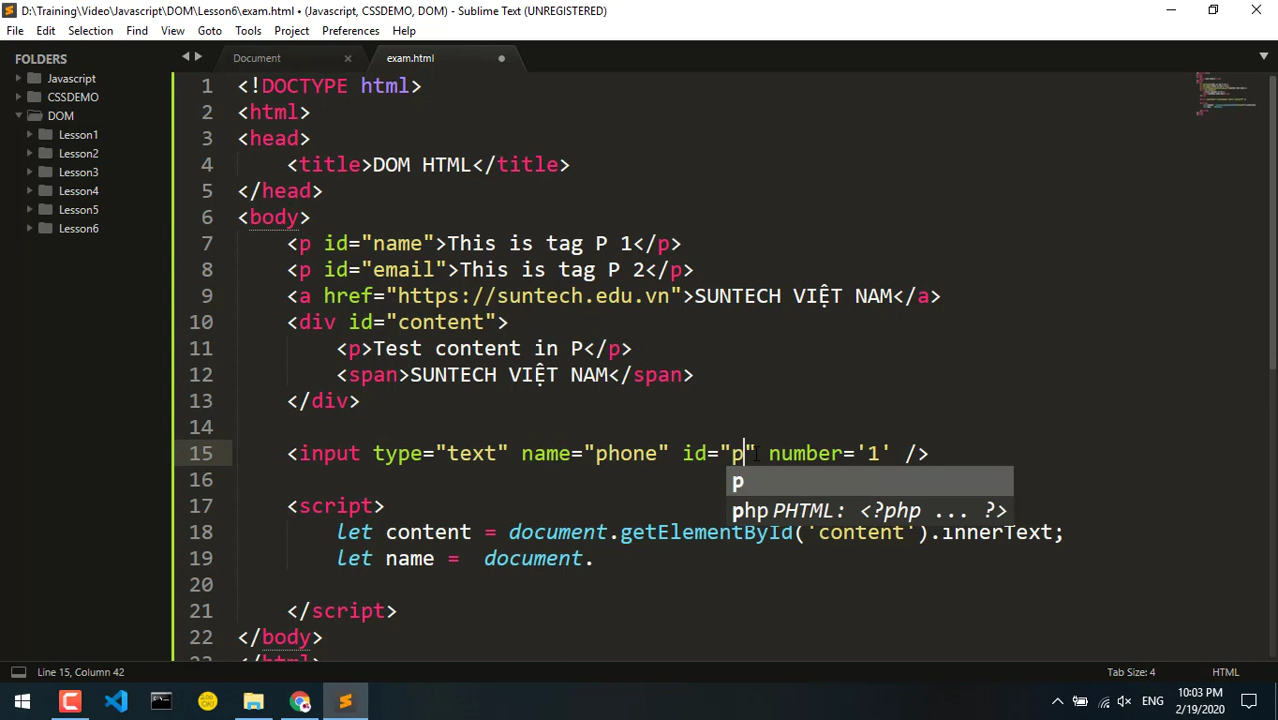 D:\Training\Video\Javascript\DOM\Lesson6\exam.html • (Javascript, CSSDEMO, DOM) - Sublime Text (UNREGISTERED)
File Edit Selection Find View Goto Tools Project Preferences Help
FOLDERS
Javascript
CSSDEMO
DOM
Lesson1
Lesson2
Lesson3
Lesson4
Lesson5
Lesson6
Document
exam.html
1 <!DOCTYPE html>
2 <html>
3 <head>
4 <title>DOM HTML</title>
5 </head>
6 <body>
7 <p id="name">This is tag P 1</p>
8 <p id="email">This is tag P 2</p>
9 <a href="https://suntech.edu.vn">SUNTECH VIỆT NAM</a>
10 <div id="content">
11 <p>Test content in P</p>
12 <span>SUNTECH VIỆT NAM</span>
13 </div>
14
15 <input type="text" name="phone" id="p" number='1' />
p
php PHTML: <?php ... ?>
16
17 <script>
18 let content = document.getElementById('content').innerText;
19 let name =  document.
20
21 </script>
22 </body>
23 </html>
Line 15, Column 42
Tab Size: 4
HTML
ENG
10:03 PM
2/19/2020